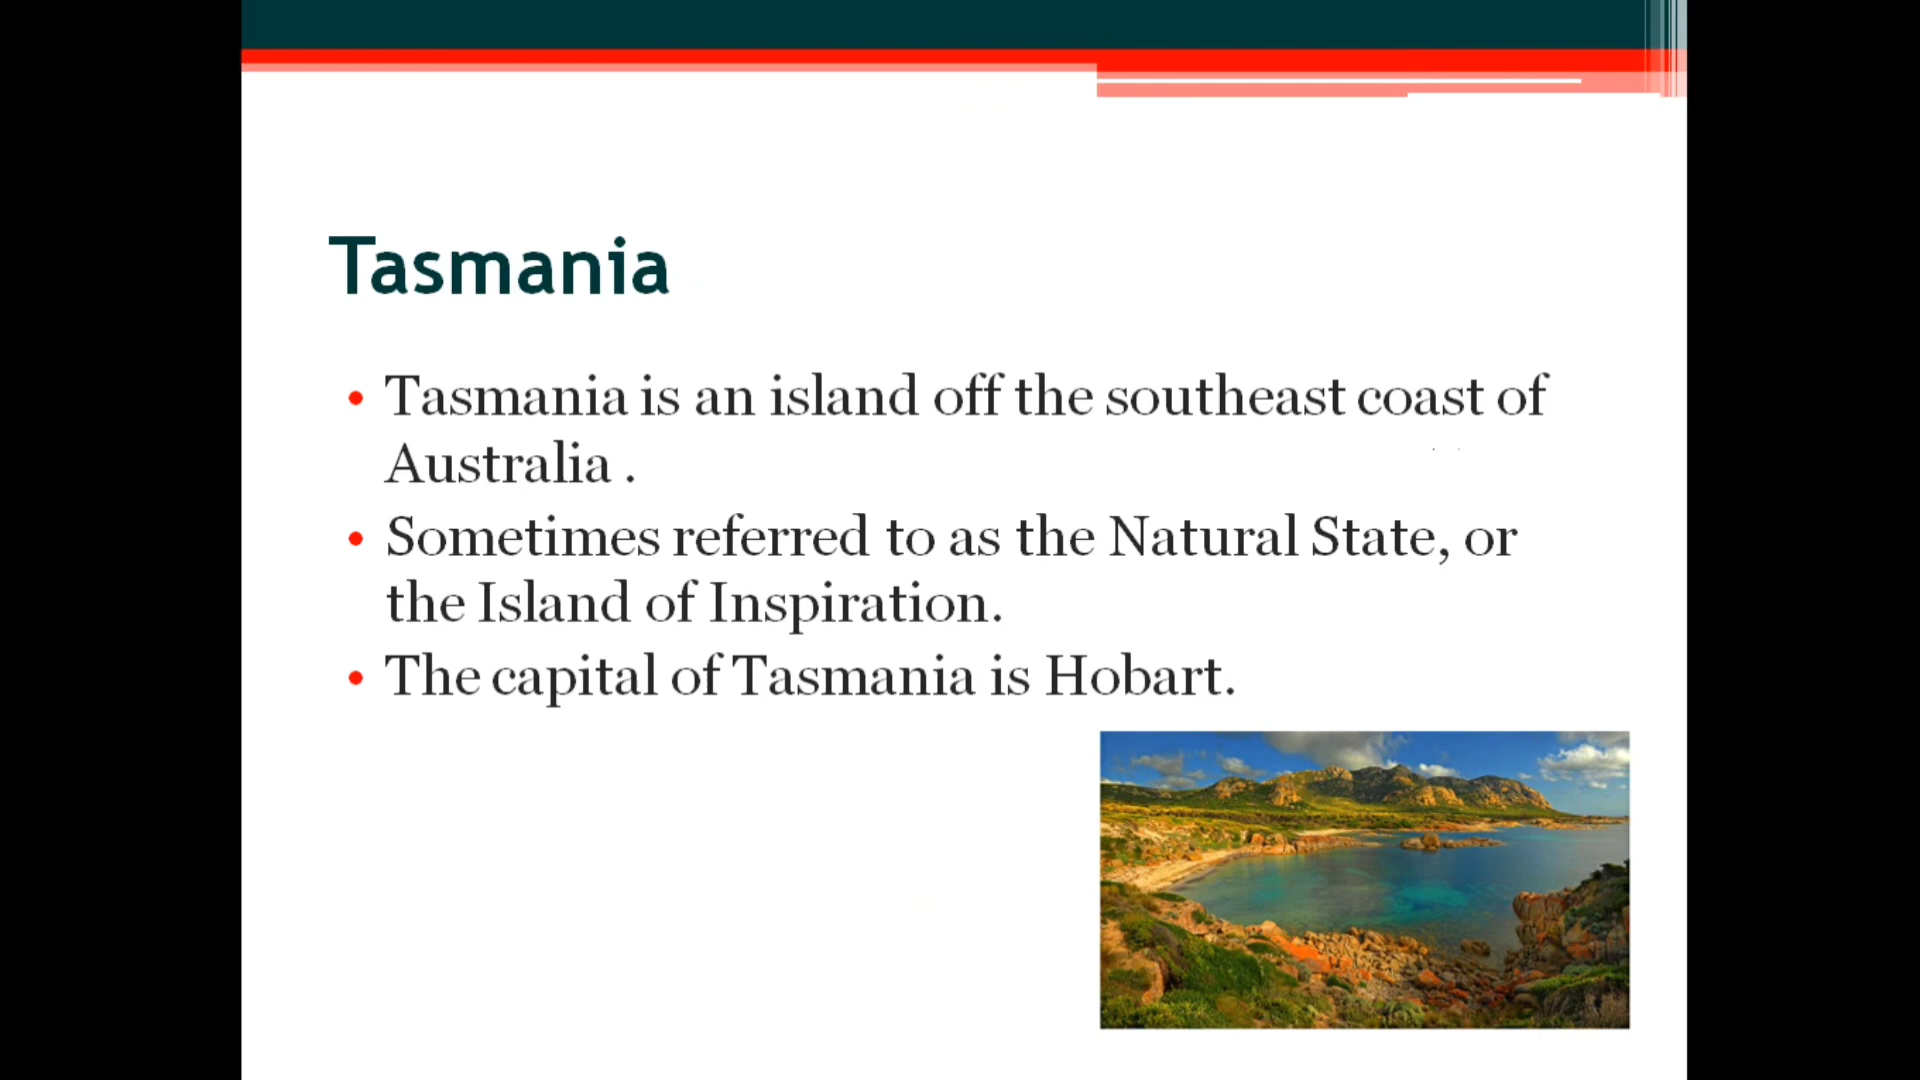 Tasmania
• Tasmania is an island off the southeast coast of
Australia .
• Sometimes referred to as the Natural State, or
the Island of Inspiration.
• The capital of Tasmania is Hobart.